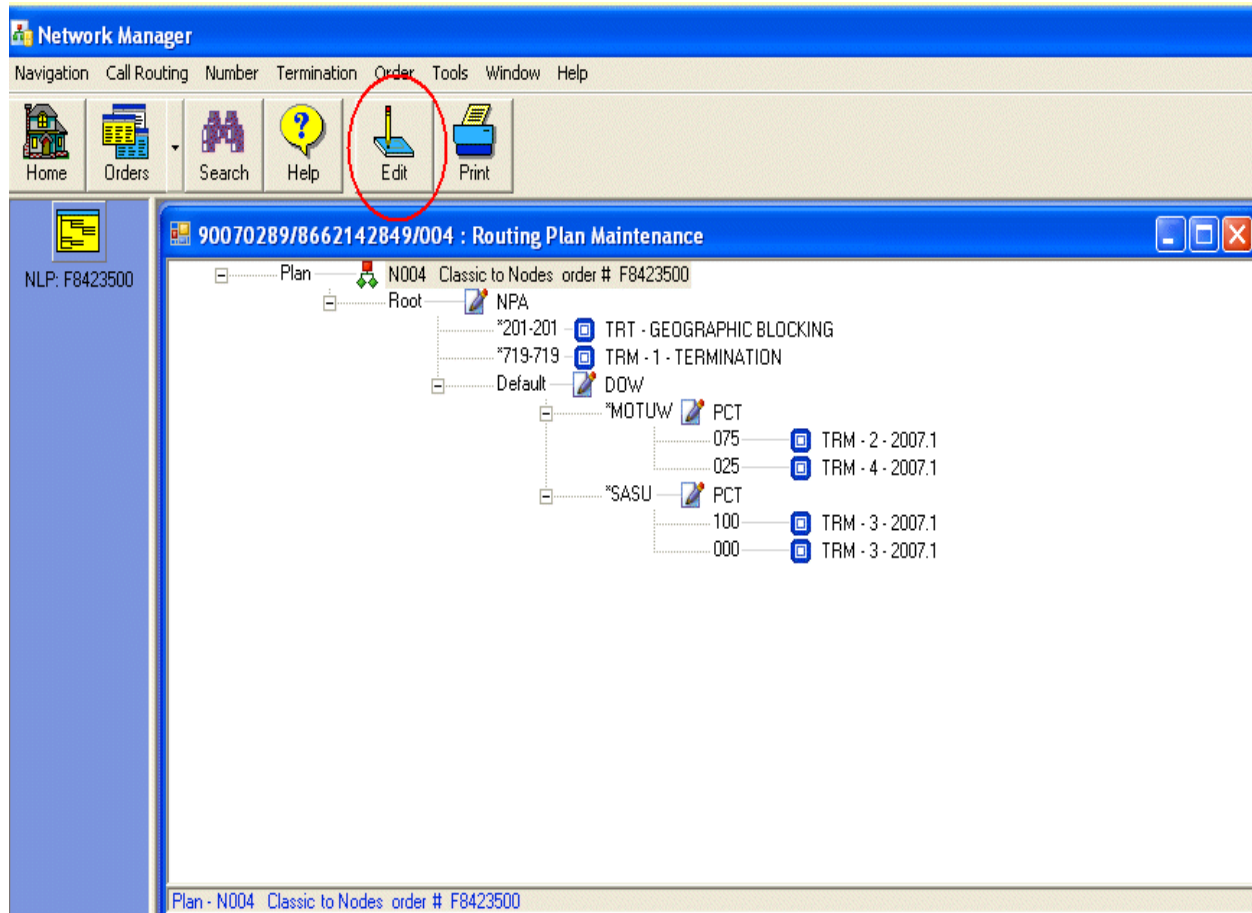 Network Manager
Navigation Call Routing Number Termination Order Tools Window Help
Home Orders Search Help Edit Print
NLP: F8423500
90070289/8662142849/004 : Routing Plan Maintenance
Plan N004 Classic to Nodes order # F8423500
Root NPA
*201-201 TRT - GEOGRAPHIC BLOCKING
*719-719 TRM - 1 - TERMINATION
Default DOW
*MOTUW PCT
075 TRM - 2 - 2007.1
025 TRM - 4 - 2007.1
*SASU PCT
100 TRM - 3 - 2007.1
000 TRM - 3 - 2007.1
Plan - N004 Classic to Nodes order # F8423500